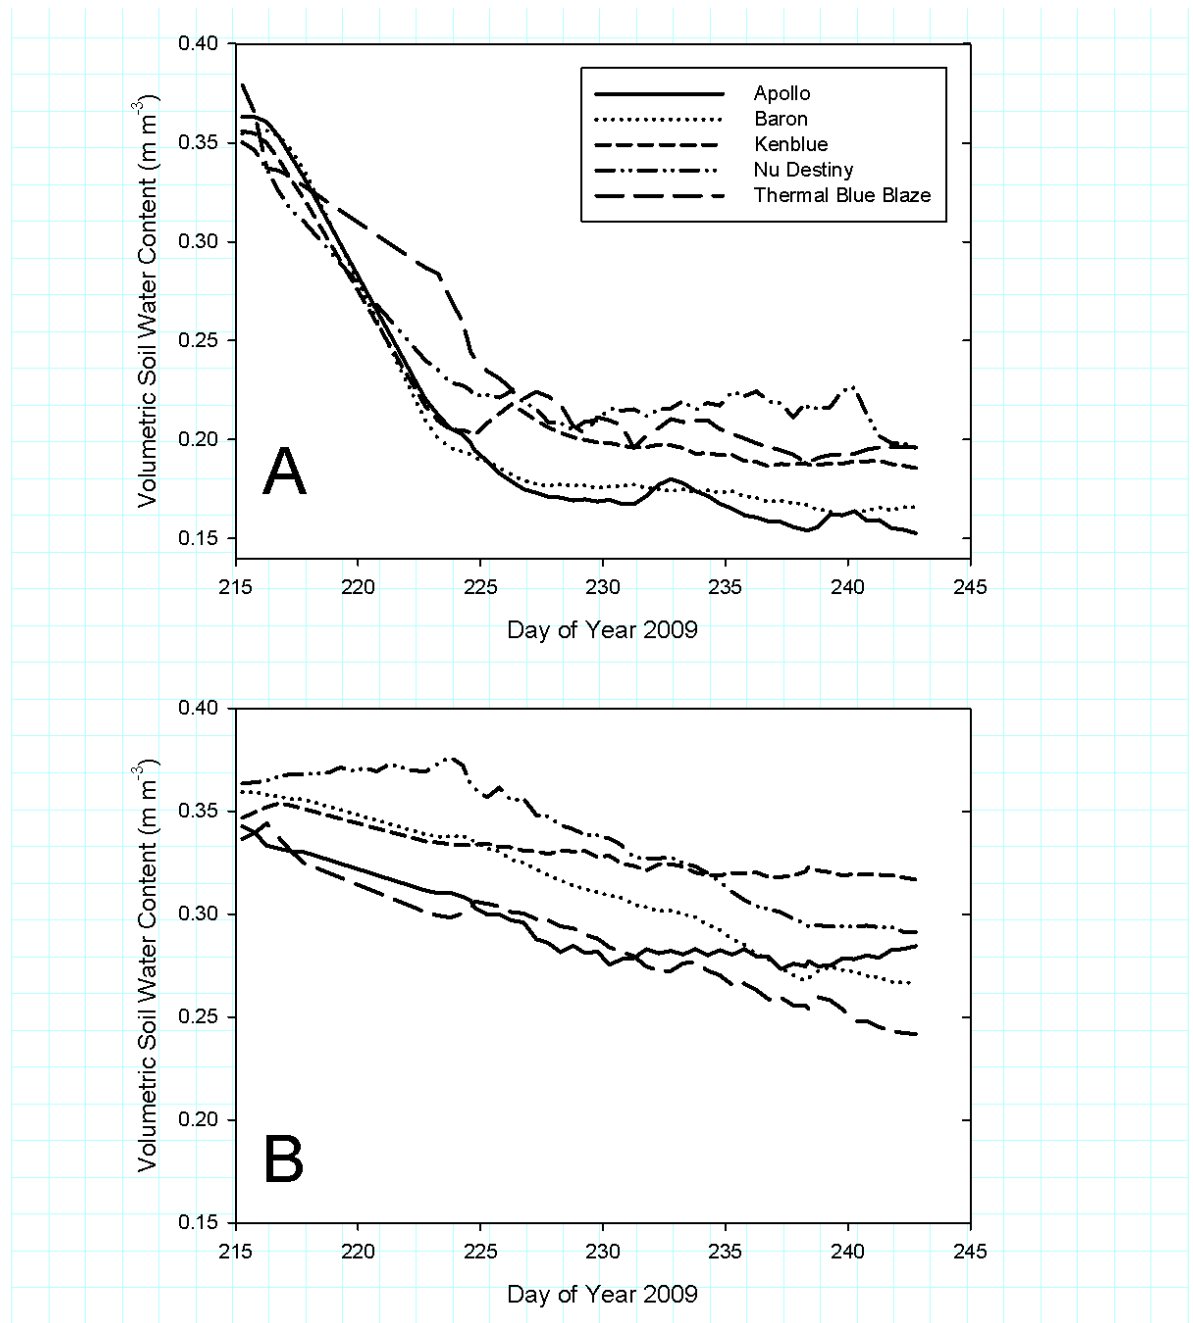 0.40
0.35
0.30
0.25
0.20
0.15
Volumetric Soil Water Content (m m⁻³)
Apollo
Baron
Kenblue
Nu Destiny
Thermal Blue Blaze
A
215 220 225 230 235 240 245
Day of Year 2009
0.40
0.35
0.30
0.25
0.20
0.15
Volumetric Soil Water Content (m m⁻³)
B
215 220 225 230 235 240 245
Day of Year 2009